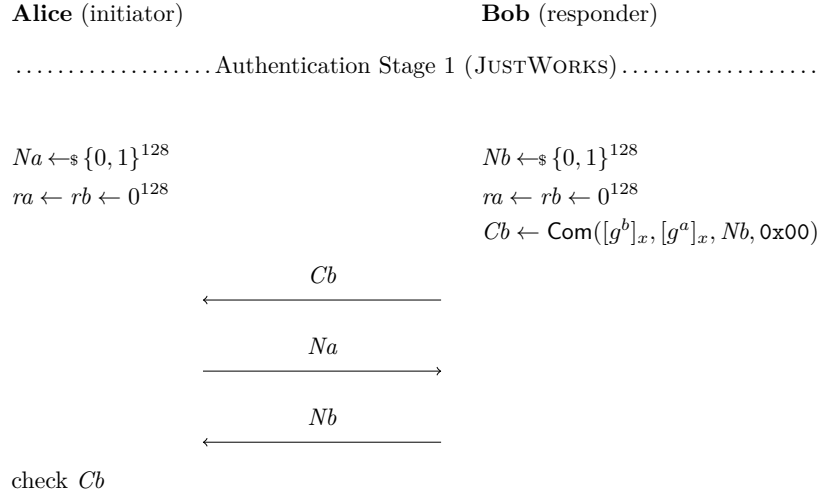 Alice (initiator) Bob (responder)
...................Authentication Stage 1 (JUSTWORKS)...................
Na ←$ {0, 1}^128 Nb ←$ {0, 1}^128
ra ← rb ← 0^128 ra ← rb ← 0^128
Cb ← Com([g^b]_x, [g^a]_x, Nb, 0x00)
Cb
Na
Nb
check Cb